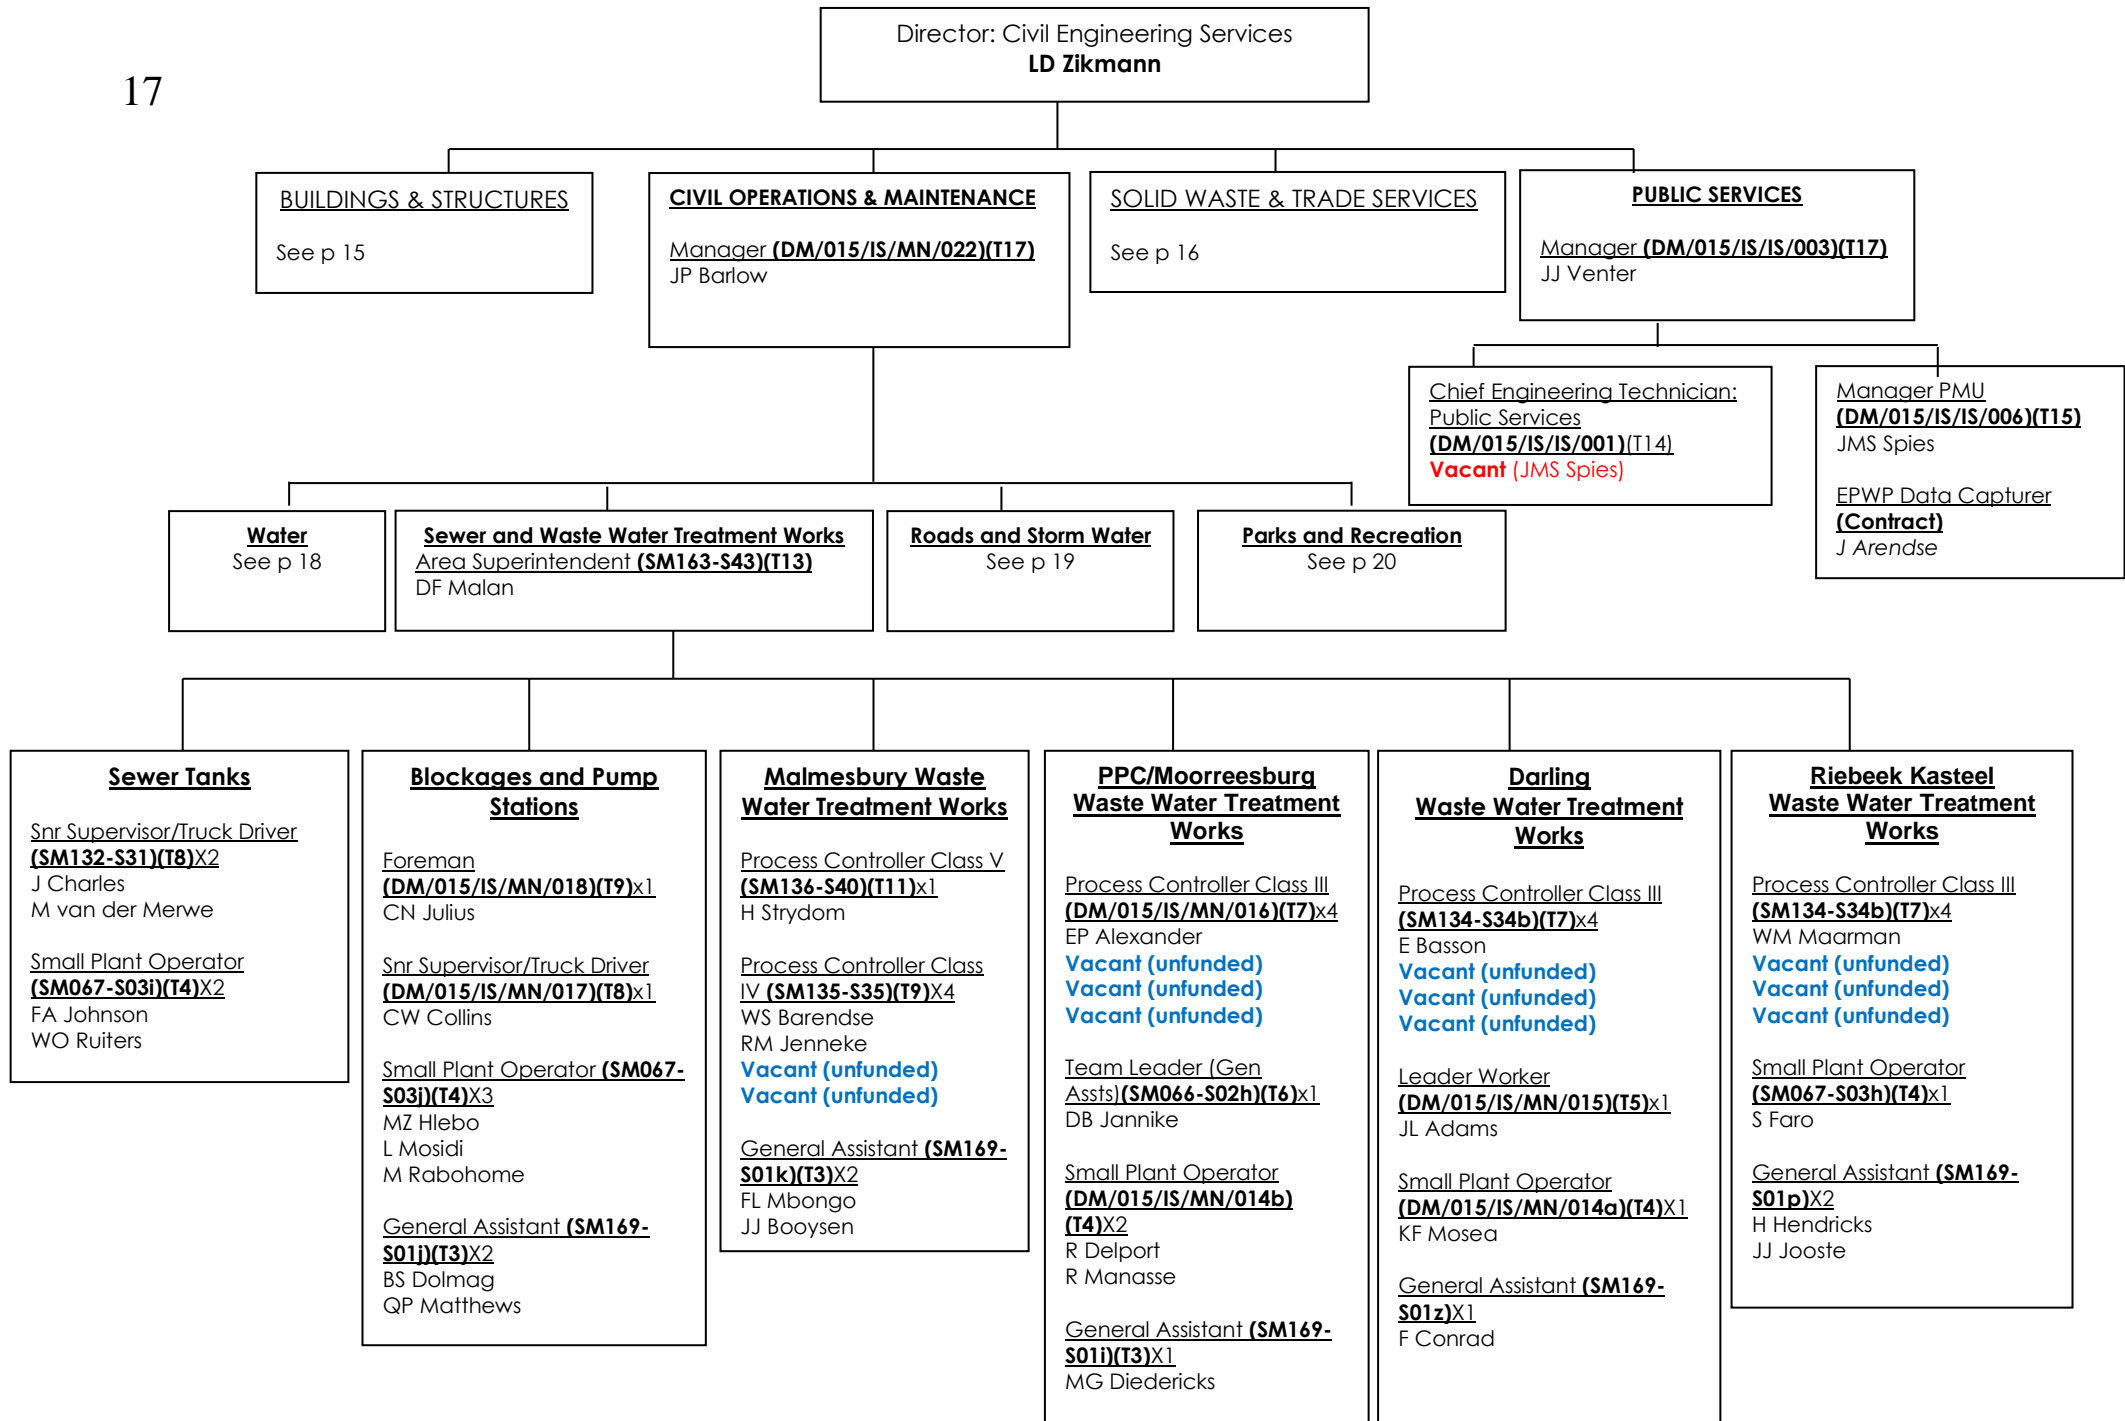 17
Director: Civil Engineering Services
LD Zikmann
BUILDINGS & STRUCTURES
See p 15
CIVIL OPERATIONS & MAINTENANCE
Manager (DM/015/IS/MN/022)(T17)
JP Barlow
SOLID WASTE & TRADE SERVICES
See p 16
PUBLIC SERVICES
Manager (DM/015/IS/IS/003)(T17)
JJ Venter
Chief Engineering Technician:
Public Services
(DM/015/IS/IS/001)(T14)
Vacant (JMS Spies)
Manager PMU
(DM/015/IS/IS/006)(T15)
JMS Spies
EPWP Data Capturer
(Contract)
J Arendse
Water
See p 18
Sewer and Waste Water Treatment Works
Area Superintendent (SM163-S43)(T13)
DF Malan
Roads and Storm Water
See p 19
Parks and Recreation
See p 20
Sewer Tanks
Snr Supervisor/Truck Driver
(SM132-S31)(T8)X2
J Charles
M van der Merwe
Small Plant Operator
(SM067-S03i)(T4)X2
FA Johnson
WO Ruiters
Blockages and Pump
Stations
Foreman
(DM/015/IS/MN/018)(T9)x1
CN Julius
Snr Supervisor/Truck Driver
(DM/015/IS/MN/017)(T8)x1
CW Collins
Small Plant Operator (SM067-
S03j)(T4)X3
MZ Hlebo
L Mosidi
M Rabohome
General Assistant (SM169-
S01j)(T3)X2
BS Dolmag
QP Matthews
Malmesbury Waste
Water Treatment Works
Process Controller Class V
(SM136-S40)(T11)x1
H Strydom
Process Controller Class
IV (SM135-S35)(T9)X4
WS Barendse
RM Jenneke
Vacant (unfunded)
Vacant (unfunded)
General Assistant (SM169-
S01k)(T3)X2
FL Mbongo
JJ Booysen
PPC/Moorreesburg
Waste Water Treatment
Works
Process Controller Class III
(DM/015/IS/MN/016)(T7)x4
EP Alexander
Vacant (unfunded)
Vacant (unfunded)
Vacant (unfunded)
Team Leader (Gen
Assts)(SM066-S02h)(T6)x1
DB Jannike
Small Plant Operator
(DM/015/IS/MN/014b)
(T4)X2
R Delport
R Manasse
General Assistant (SM169-
S01i)(T3)X1
MG Diedericks
Darling
Waste Water Treatment
Works
Process Controller Class III
(SM134-S34b)(T7)x4
E Basson
Vacant (unfunded)
Vacant (unfunded)
Vacant (unfunded)
Leader Worker
(DM/015/IS/MN/015)(T5)x1
JL Adams
Small Plant Operator
(DM/015/IS/MN/014a)(T4)X1
KF Mosea
General Assistant (SM169-
S01z)X1
F Conrad
Riebeek Kasteel
Waste Water Treatment
Works
Process Controller Class III
(SM134-S34b)(T7)x4
WM Maarman
Vacant (unfunded)
Vacant (unfunded)
Vacant (unfunded)
Small Plant Operator
(SM067-S03h)(T4)x1
S Faro
General Assistant (SM169-
S01p)X2
H Hendricks
JJ Jooste